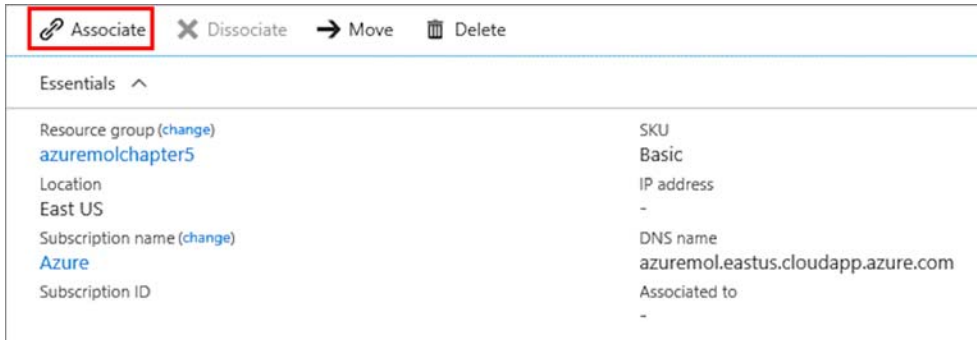 Associate Dissociate Move Delete
Essentials
Resource group (change)
azuremolchapter5
Location
East US
Subscription name (change)
Azure
Subscription ID
SKU
Basic
IP address
-
DNS name
azuremol.eastus.cloudapp.azure.com
Associated to
-